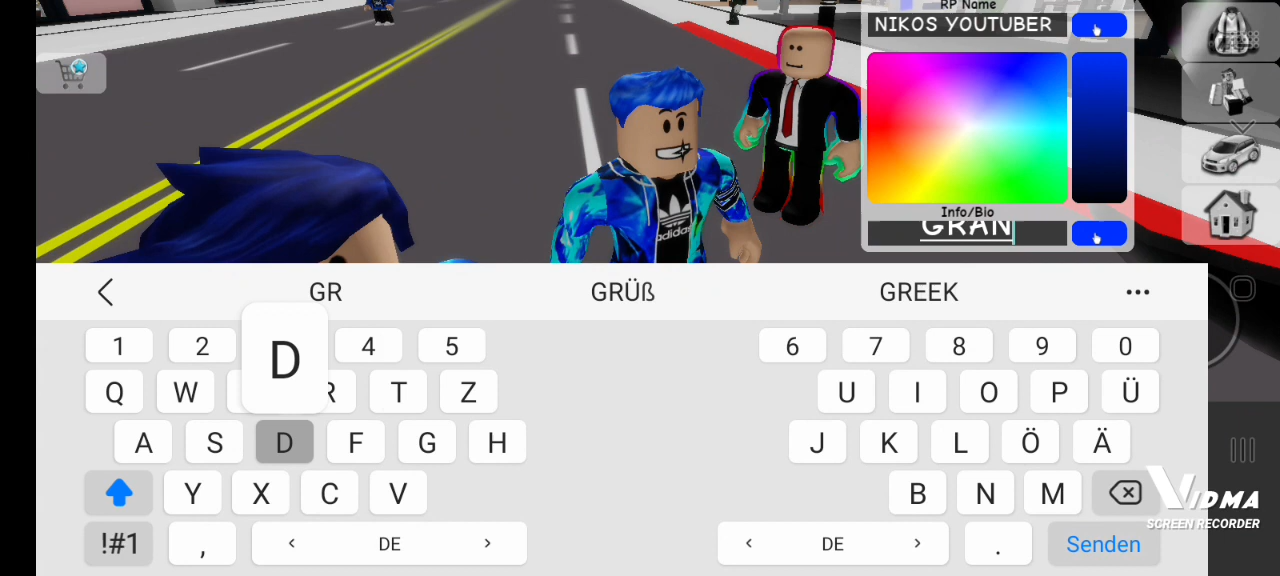 RP Name
NIKOS YOUTUBER
Info/Bio
GRAN
adidas
GR GRÜß GREEK
D
1 2 4 5 6 7 8 9 0
Q W R T Z U I O P Ü
A S D F G H J K L Ö Ä
Y X C V B N M
!#1 , < DE > < DE > . Senden
VIDMA
SCREEN RECORDER